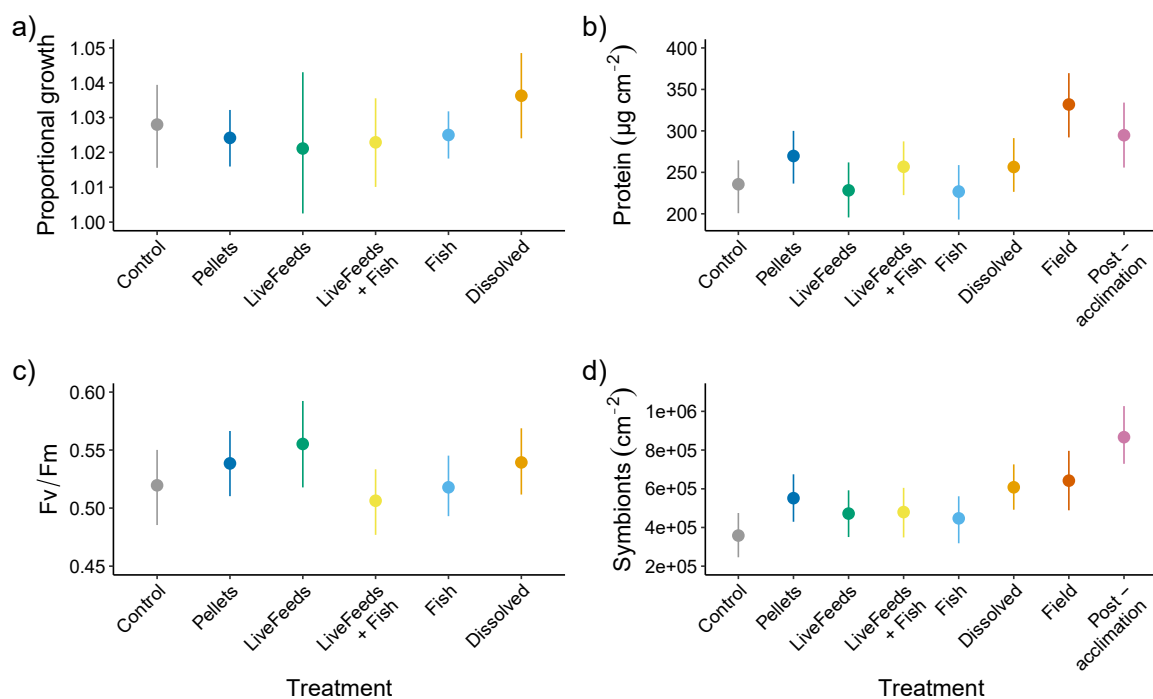 a)
Proportional growth
1.05
1.04
1.03
1.02
1.01
1.00
Control
Pellets
LiveFeeds
LiveFeeds
+ Fish
Fish
Dissolved
b)
Protein (µg cm⁻²)
400
350
300
250
200
Control
Pellets
LiveFeeds
LiveFeeds
+ Fish
Fish
Dissolved
Field
Post −
acclimation
c)
Fv/Fm
0.60
0.55
0.50
0.45
Control
Pellets
LiveFeeds
LiveFeeds
+ Fish
Fish
Dissolved
Treatment
d)
Symbionts (cm⁻²)
1e+06
8e+05
6e+05
4e+05
2e+05
Control
Pellets
LiveFeeds
LiveFeeds
+ Fish
Fish
Dissolved
Field
Post −
acclimation
Treatment